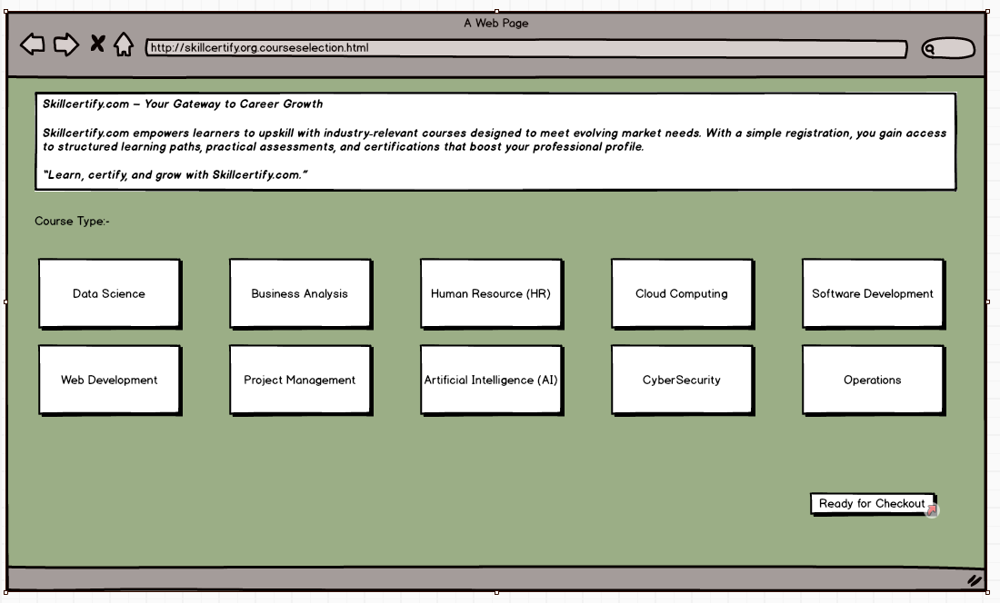 A Web Page
http://skillcertify.org.courseselection.html
Skillcertify.com – Your Gateway to Career Growth
Skillcertify.com empowers learners to upskill with industry-relevant courses designed to meet evolving market needs. With a simple registration, you gain access
to structured learning paths, practical assessments, and certifications that boost your professional profile.
“Learn, certify, and grow with Skillcertify.com.”
Course Type:-
Data Science
Business Analysis
Human Resource (HR)
Cloud Computing
Software Development
Web Development
Project Management
Artificial Intelligence (AI)
CyberSecurity
Operations
Ready for Checkout